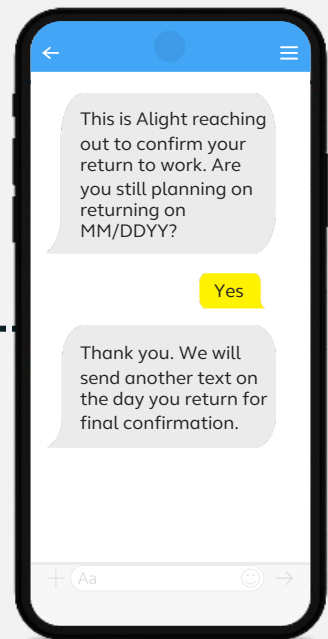 This is Alight reaching
out to confirm your
return to work. Are
you still planning on
returning on
MM/DDYY?
Yes
Thank you. We will
send another text on
the day you return for
final confirmation.
Aa